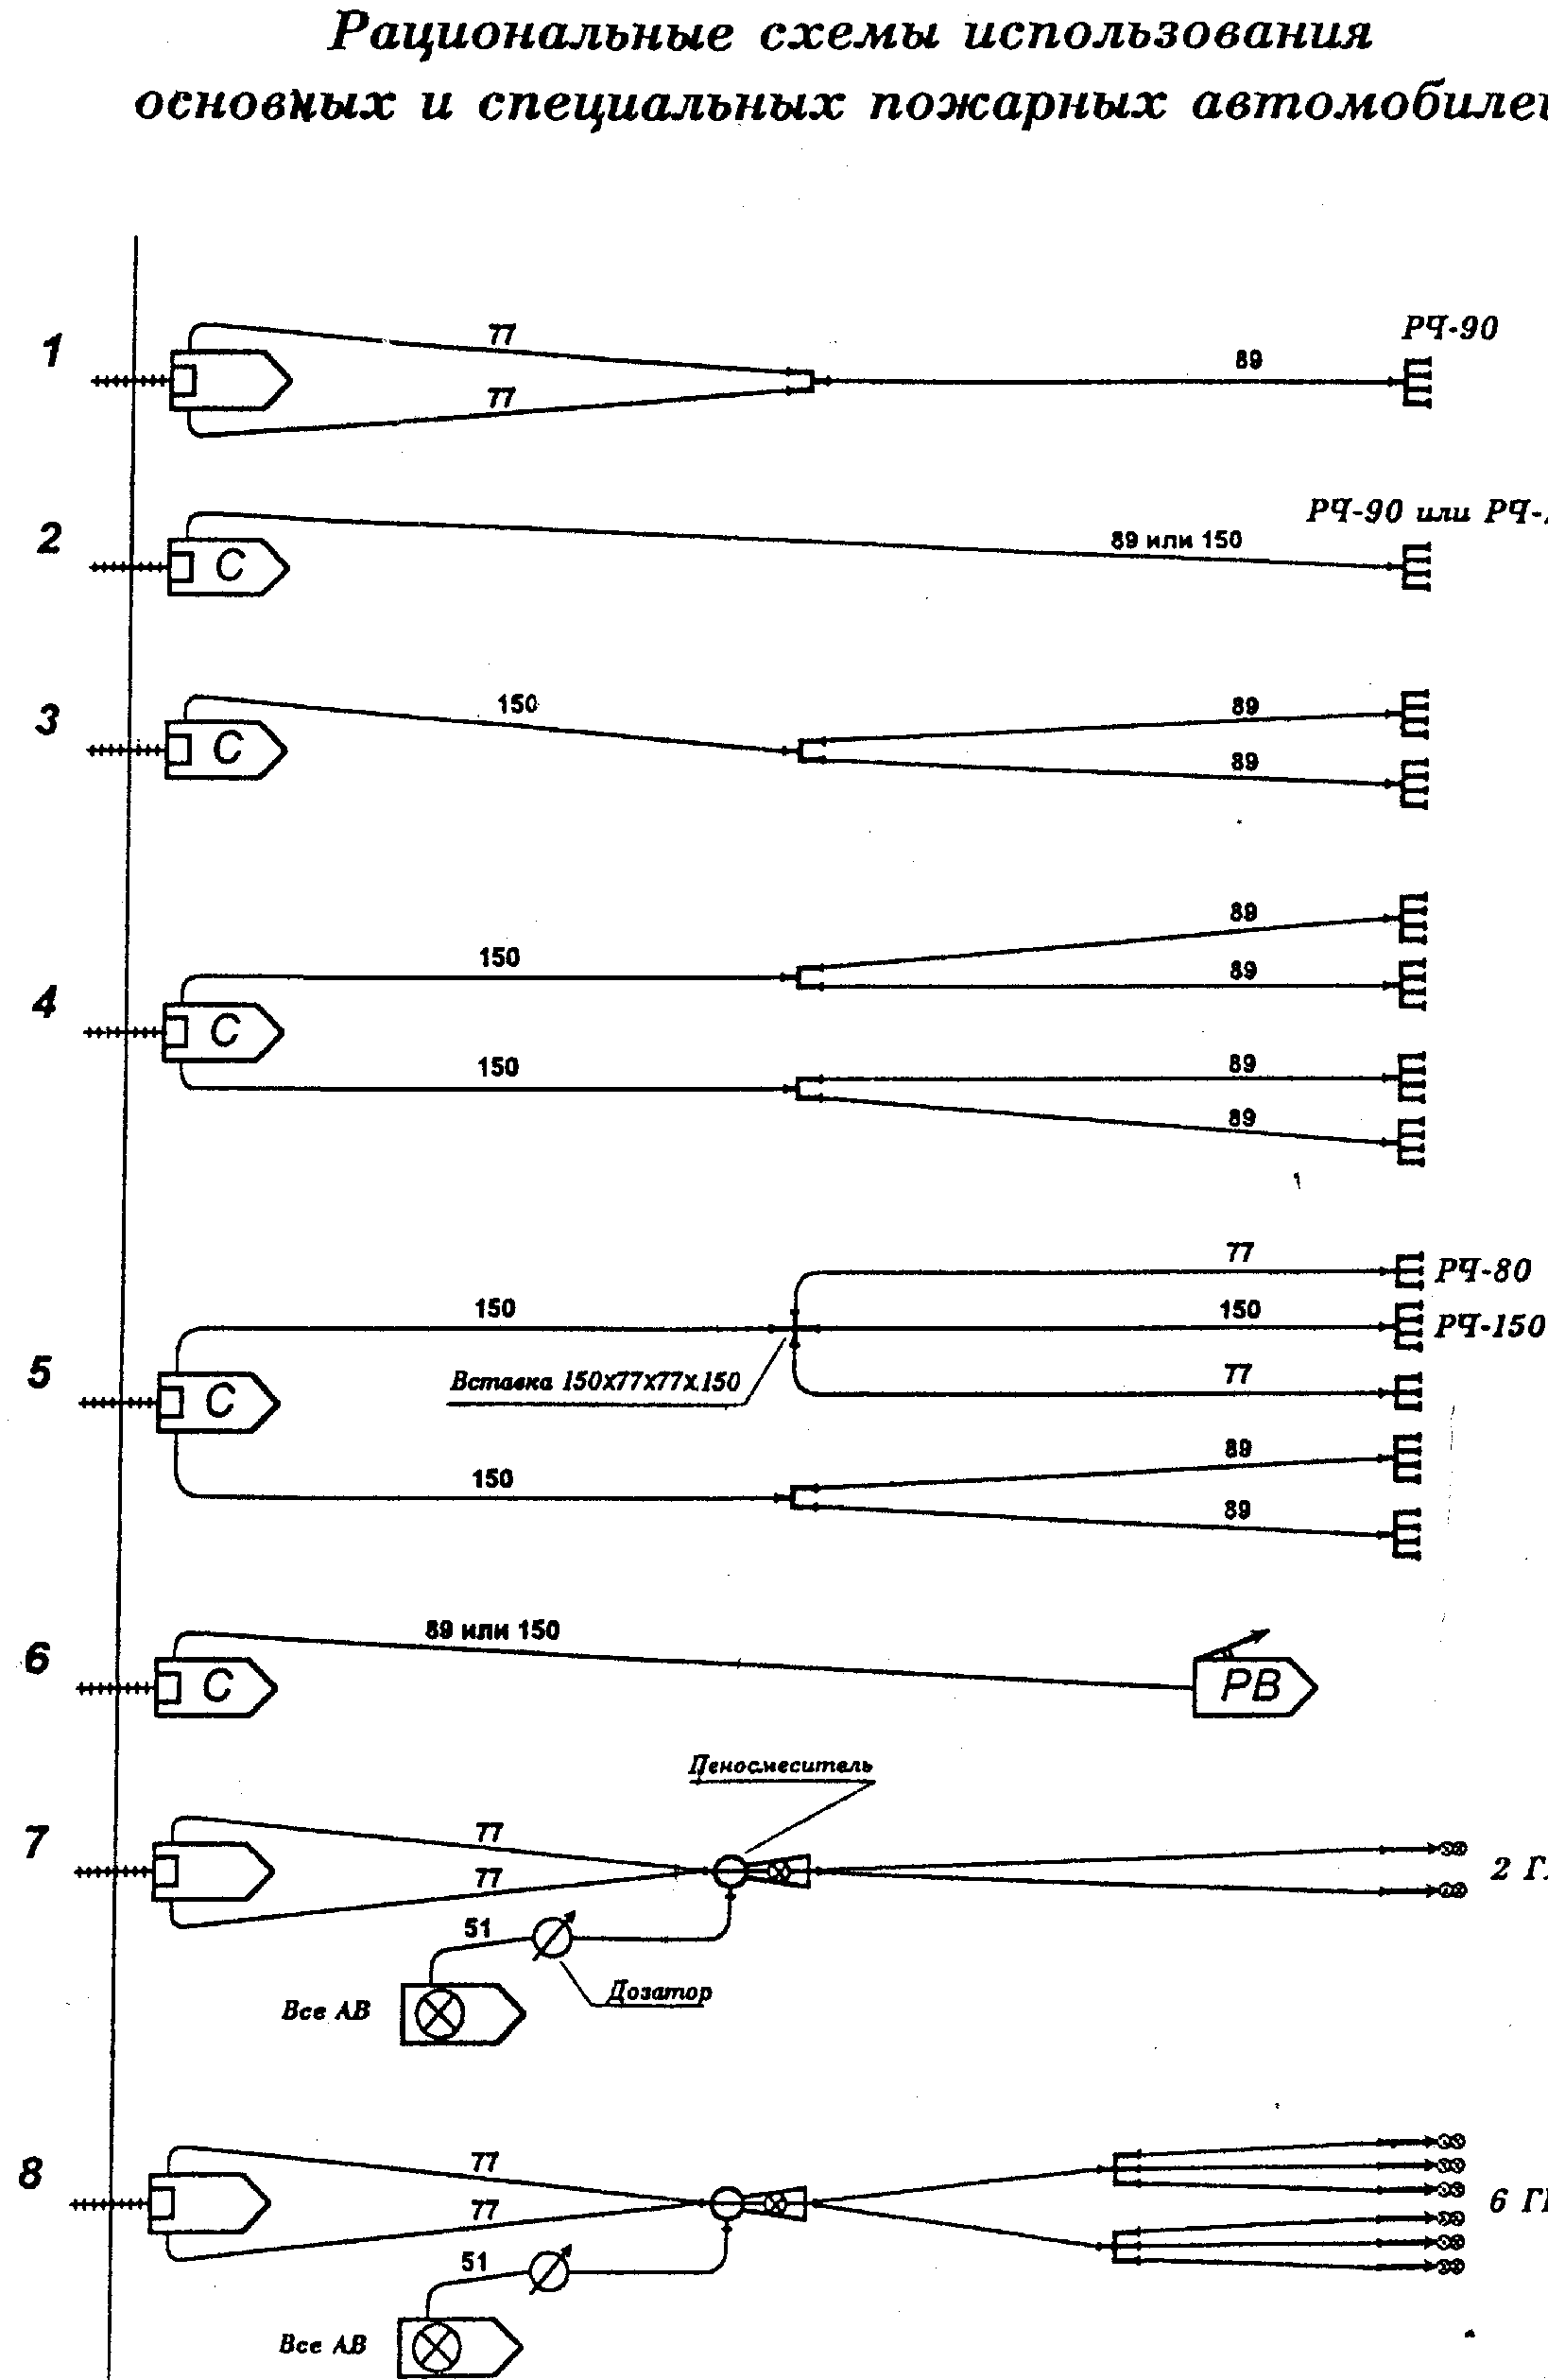 Рациональные схемы использования
основных и специальных пожарных автомобилей
1
77
77
89
РЧ-90
2
С
89 или 150
РЧ-90 или РЧ-
3
С
150
89
89
4
С
150
150
89
89
89
89
5
С
150
150
Вставка 150х77х77х150
77
РЧ-80
150
РЧ-150
77
89
89
6
С
89 или 150
РВ
7
77
77
Пеносмеситель
51
Дозатор
Все АВ
2
8
77
77
51
Все АВ
6